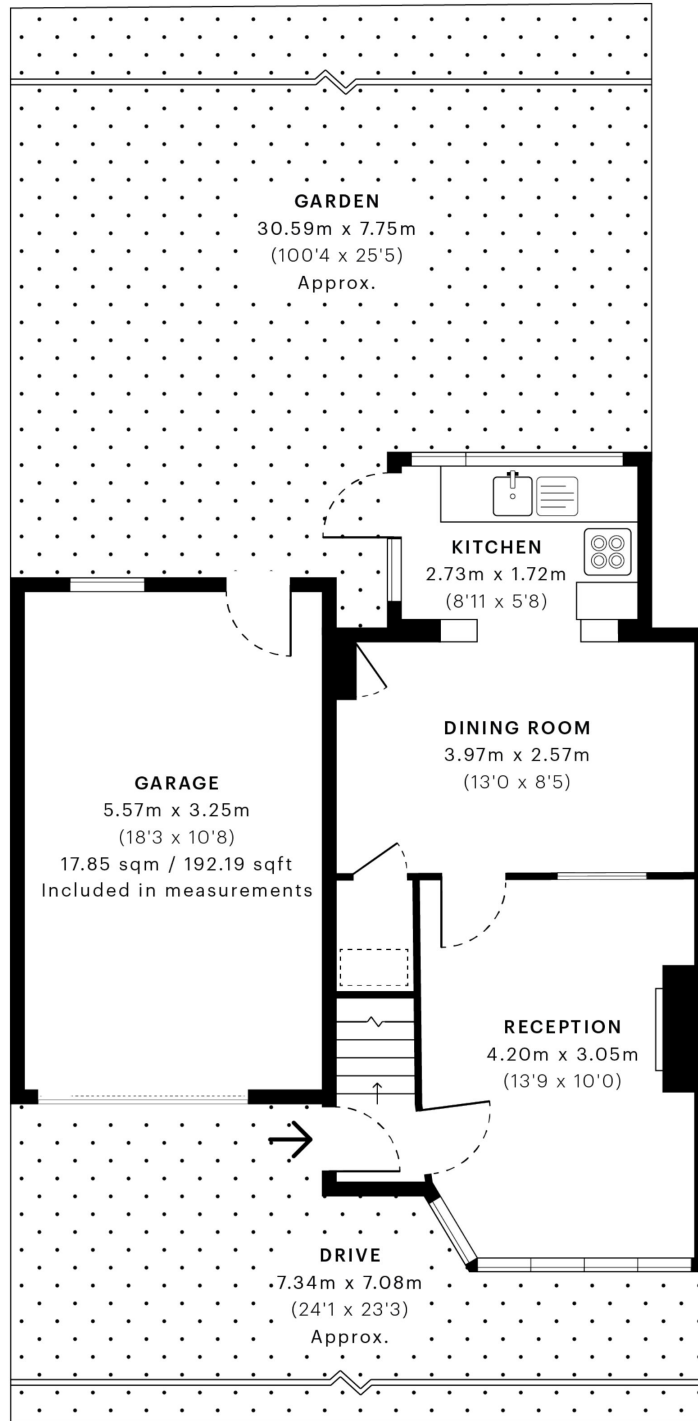 GARDEN
30.59m x 7.75m
(100'4 x 25'5)
Approx.
KITCHEN
2.73m x 1.72m
(8'11 x 5'8)
DINING ROOM
3.97m x 2.57m
(13'0 x 8'5)
GARAGE
5.57m x 3.25m
(18'3 x 10'8)
17.85 sqm / 192.19 sqft
Included in measurements
RECEPTION
4.20m x 3.05m
(13'9 x 10'0)
DRIVE
7.34m x 7.08m
(24'1 x 23'3)
Approx.